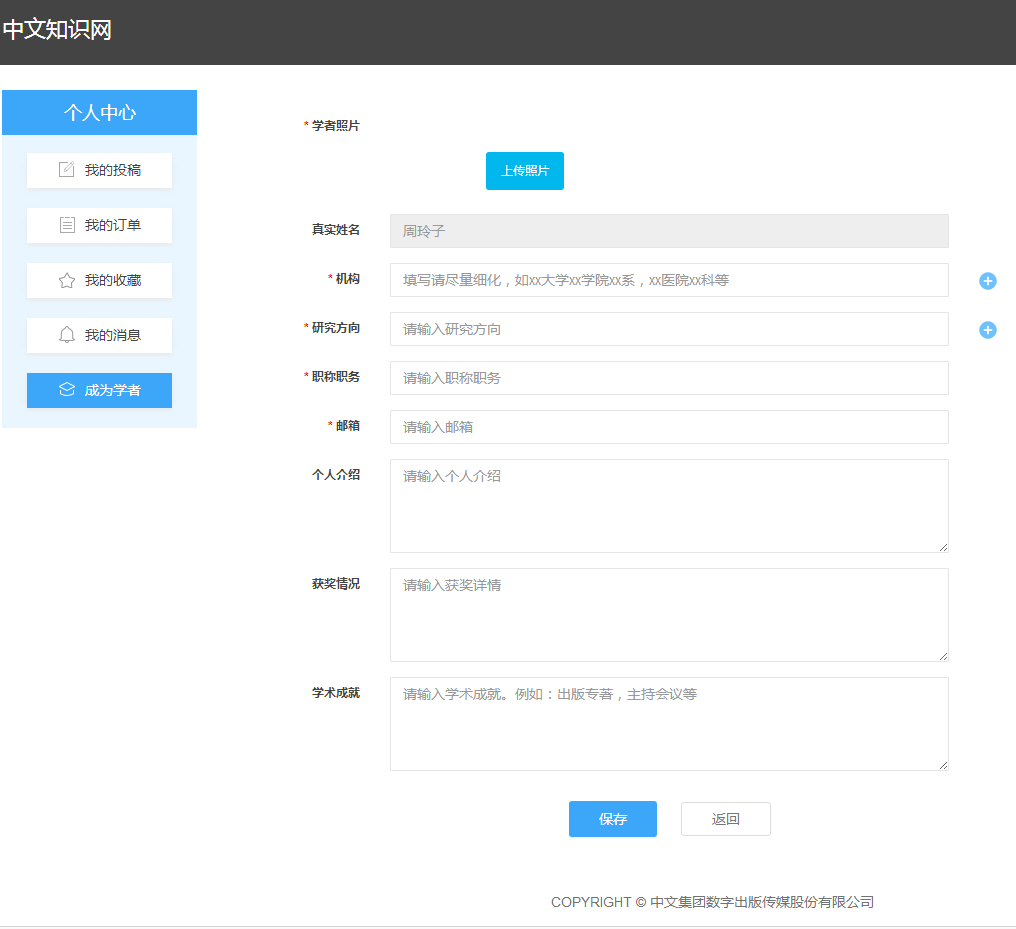 中文知识网
个人中心
我的投稿
我的订单
我的收藏
我的消息
成为学者
* 学者照片
上传照片
真实姓名 周玲子
* 机构 填写请尽量细化，如xx大学xx学院xx系，xx医院xx科等
* 研究方向 请输入研究方向
* 职称职务 请输入职称职务
* 邮箱 请输入邮箱
个人介绍 请输入个人介绍
获奖情况 请输入获奖详情
学术成就 请输入学术成就。例如：出版专著，主持会议等
保存 返回
COPYRIGHT © 中文集团数字出版传媒股份有限公司